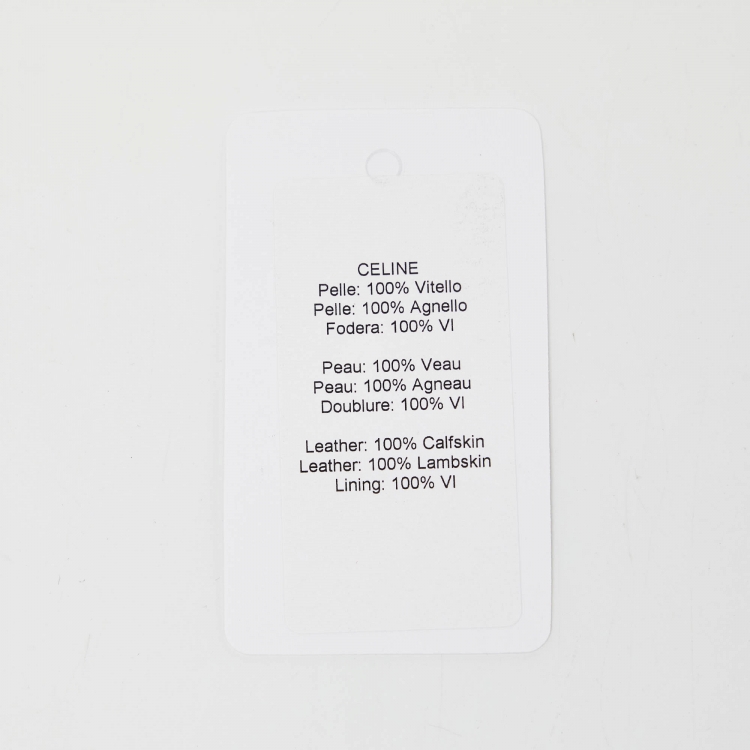 CELINE
Pelle: 100% Vitello
Pelle: 100% Agnello
Fodera: 100% VI
Peau: 100% Veau
Peau: 100% Agneau
Doublure: 100% VI
Leather: 100% Calfskin
Leather: 100% Lambskin
Lining: 100% VI